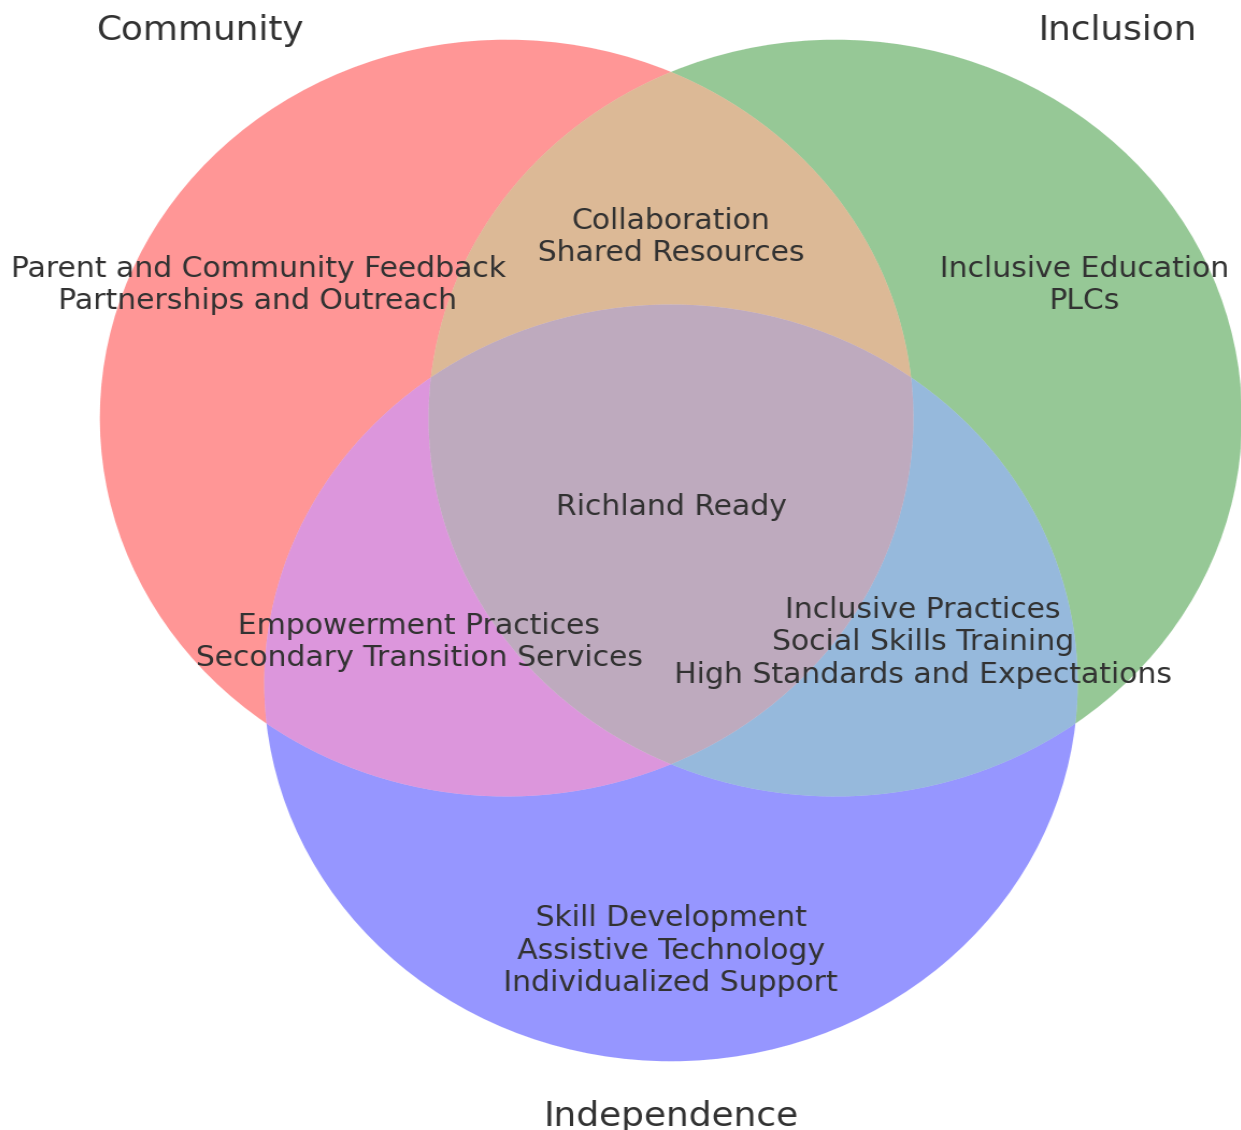 Community
Inclusion
Collaboration
Shared Resources
Parent and Community Feedback
Partnerships and Outreach
Inclusive Education
PLCs
Richland Ready
Empowerment Practices
Secondary Transition Services
Inclusive Practices
Social Skills Training
High Standards and Expectations
Skill Development
Assistive Technology
Individualized Support
Independence